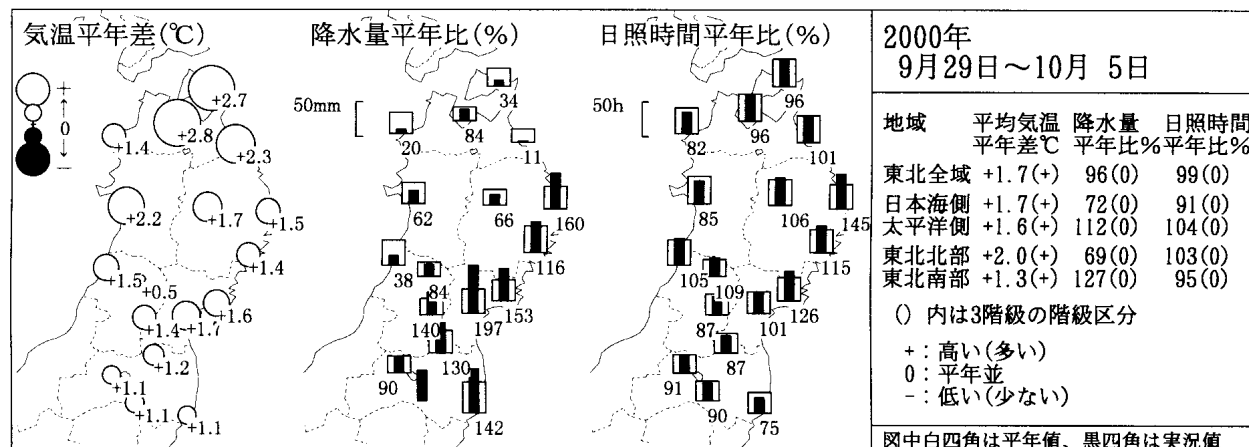 気温平年差(℃)
+
↑
0
↓
−
+2.7
+2.8
+1.4
+2.3
+2.2
+1.7
+1.5
+1.4
+1.5
+0.5
+1.6
+1.4
+1.7
+1.2
+1.1
+1.1
+1.1
降水量平年比(%)
50mm
34
84
20
11
62
66
160
116
38
84
153
197
140
130
90
142
日照時間平年比(%)
50h
96
96
82
101
85
106
145
115
105
109
126
101
87
87
91
90
75
2000年
9月29日～10月 5日
地域 平均気温 降水量 日照時間
平年差℃ 平年比% 平年比%
東北全域 +1.7(+) 96(0) 99(0)
日本海側 +1.7(+) 72(0) 91(0)
太平洋側 +1.6(+) 112(0) 104(0)
東北北部 +2.0(+) 69(0) 103(0)
東北南部 +1.3(+) 127(0) 95(0)
() 内は3階級の階級区分
+：高い(多い)
0：平年並
−：低い(少ない)
図中白四角は平年値、黒四角は実況値